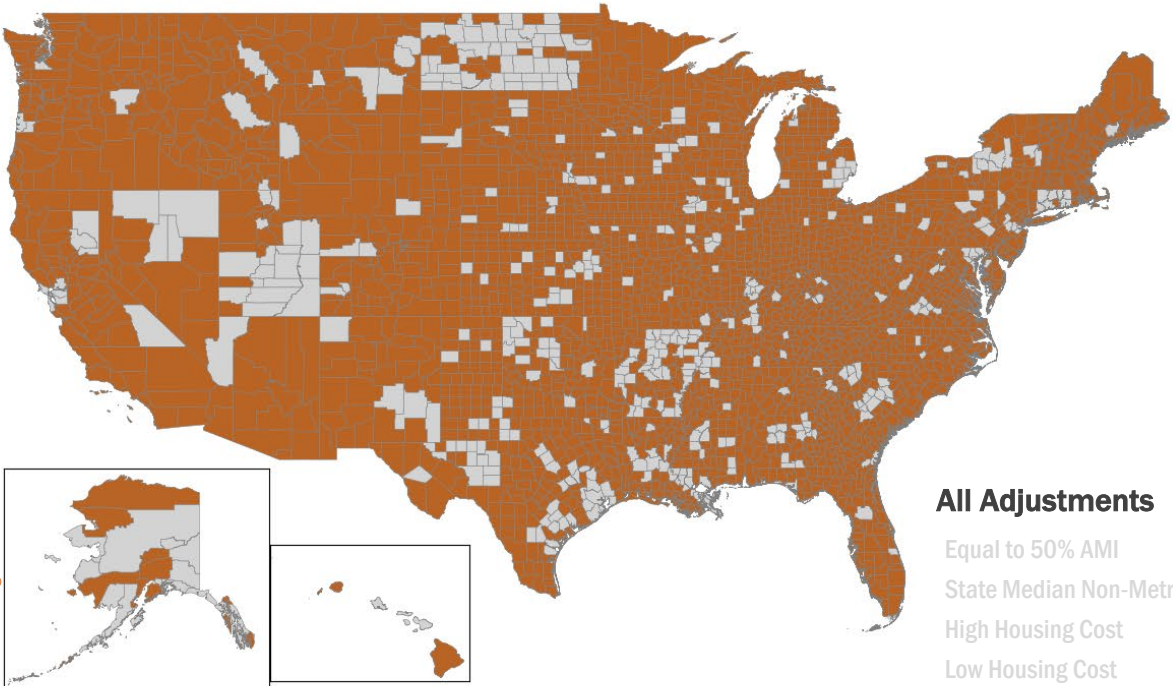 All Adjustments
Equal to 50% AMI
State Median Non-Metr
High Housing Cost
Low Housing Cost